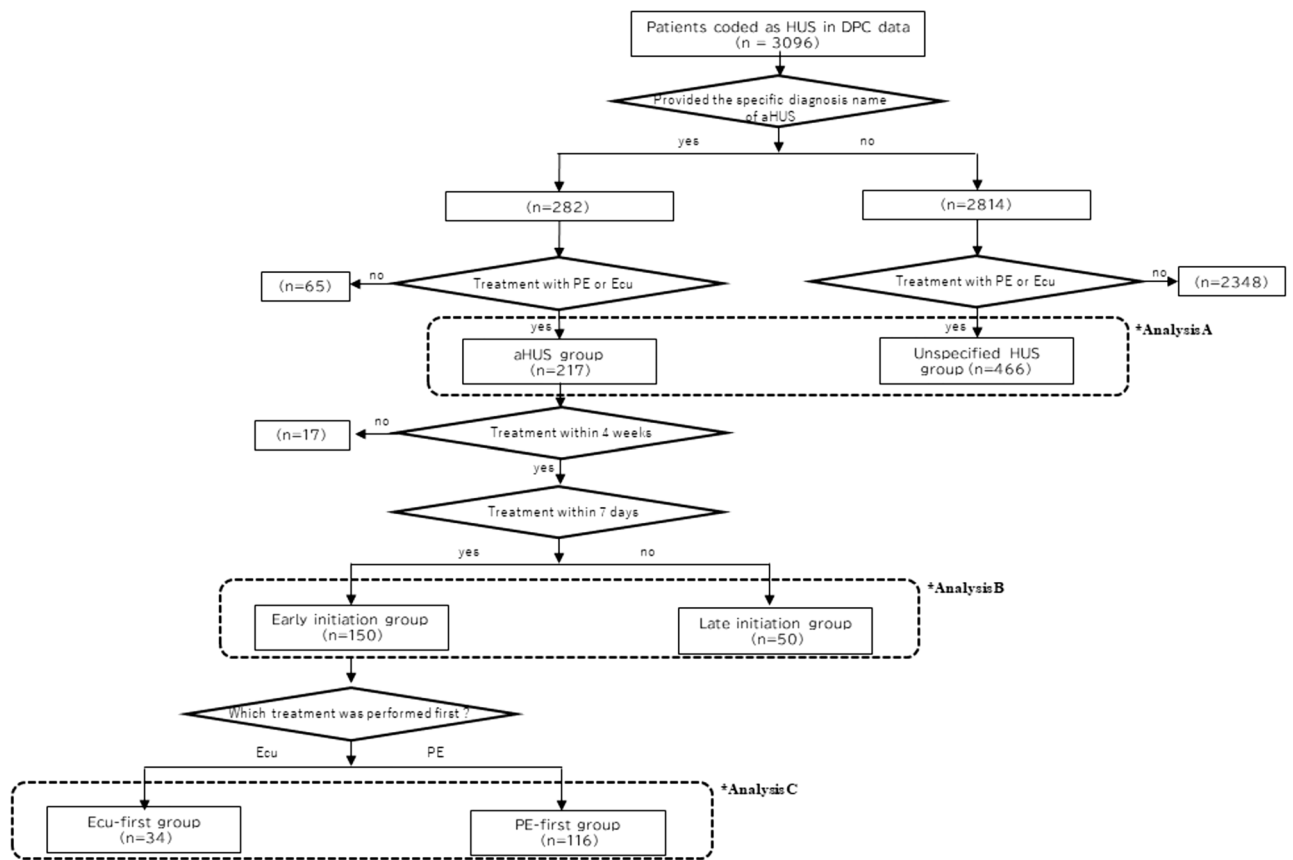 Patients coded as HUS in DPC data
(n = 3096)
Provided the specific diagnosis name
of aHUS
yes
no
(n=282)
(n=2814)
Treatment with PE or Ecu
no
(n=65)
Treatment with PE or Ecu
no
(n=2348)
yes
yes
*Analysis A
aHUS group
(n=217)
Unspecified HUS
group (n=466)
Treatment within 4 weeks
no
(n=17)
yes
Treatment within 7 days
yes
no
*Analysis B
Early initiation group
(n=150)
Late initiation group
(n=50)
Which treatment was performed first ?
Ecu
PE
*Analysis C
Ecu-first group
(n=34)
PE-first group
(n=116)